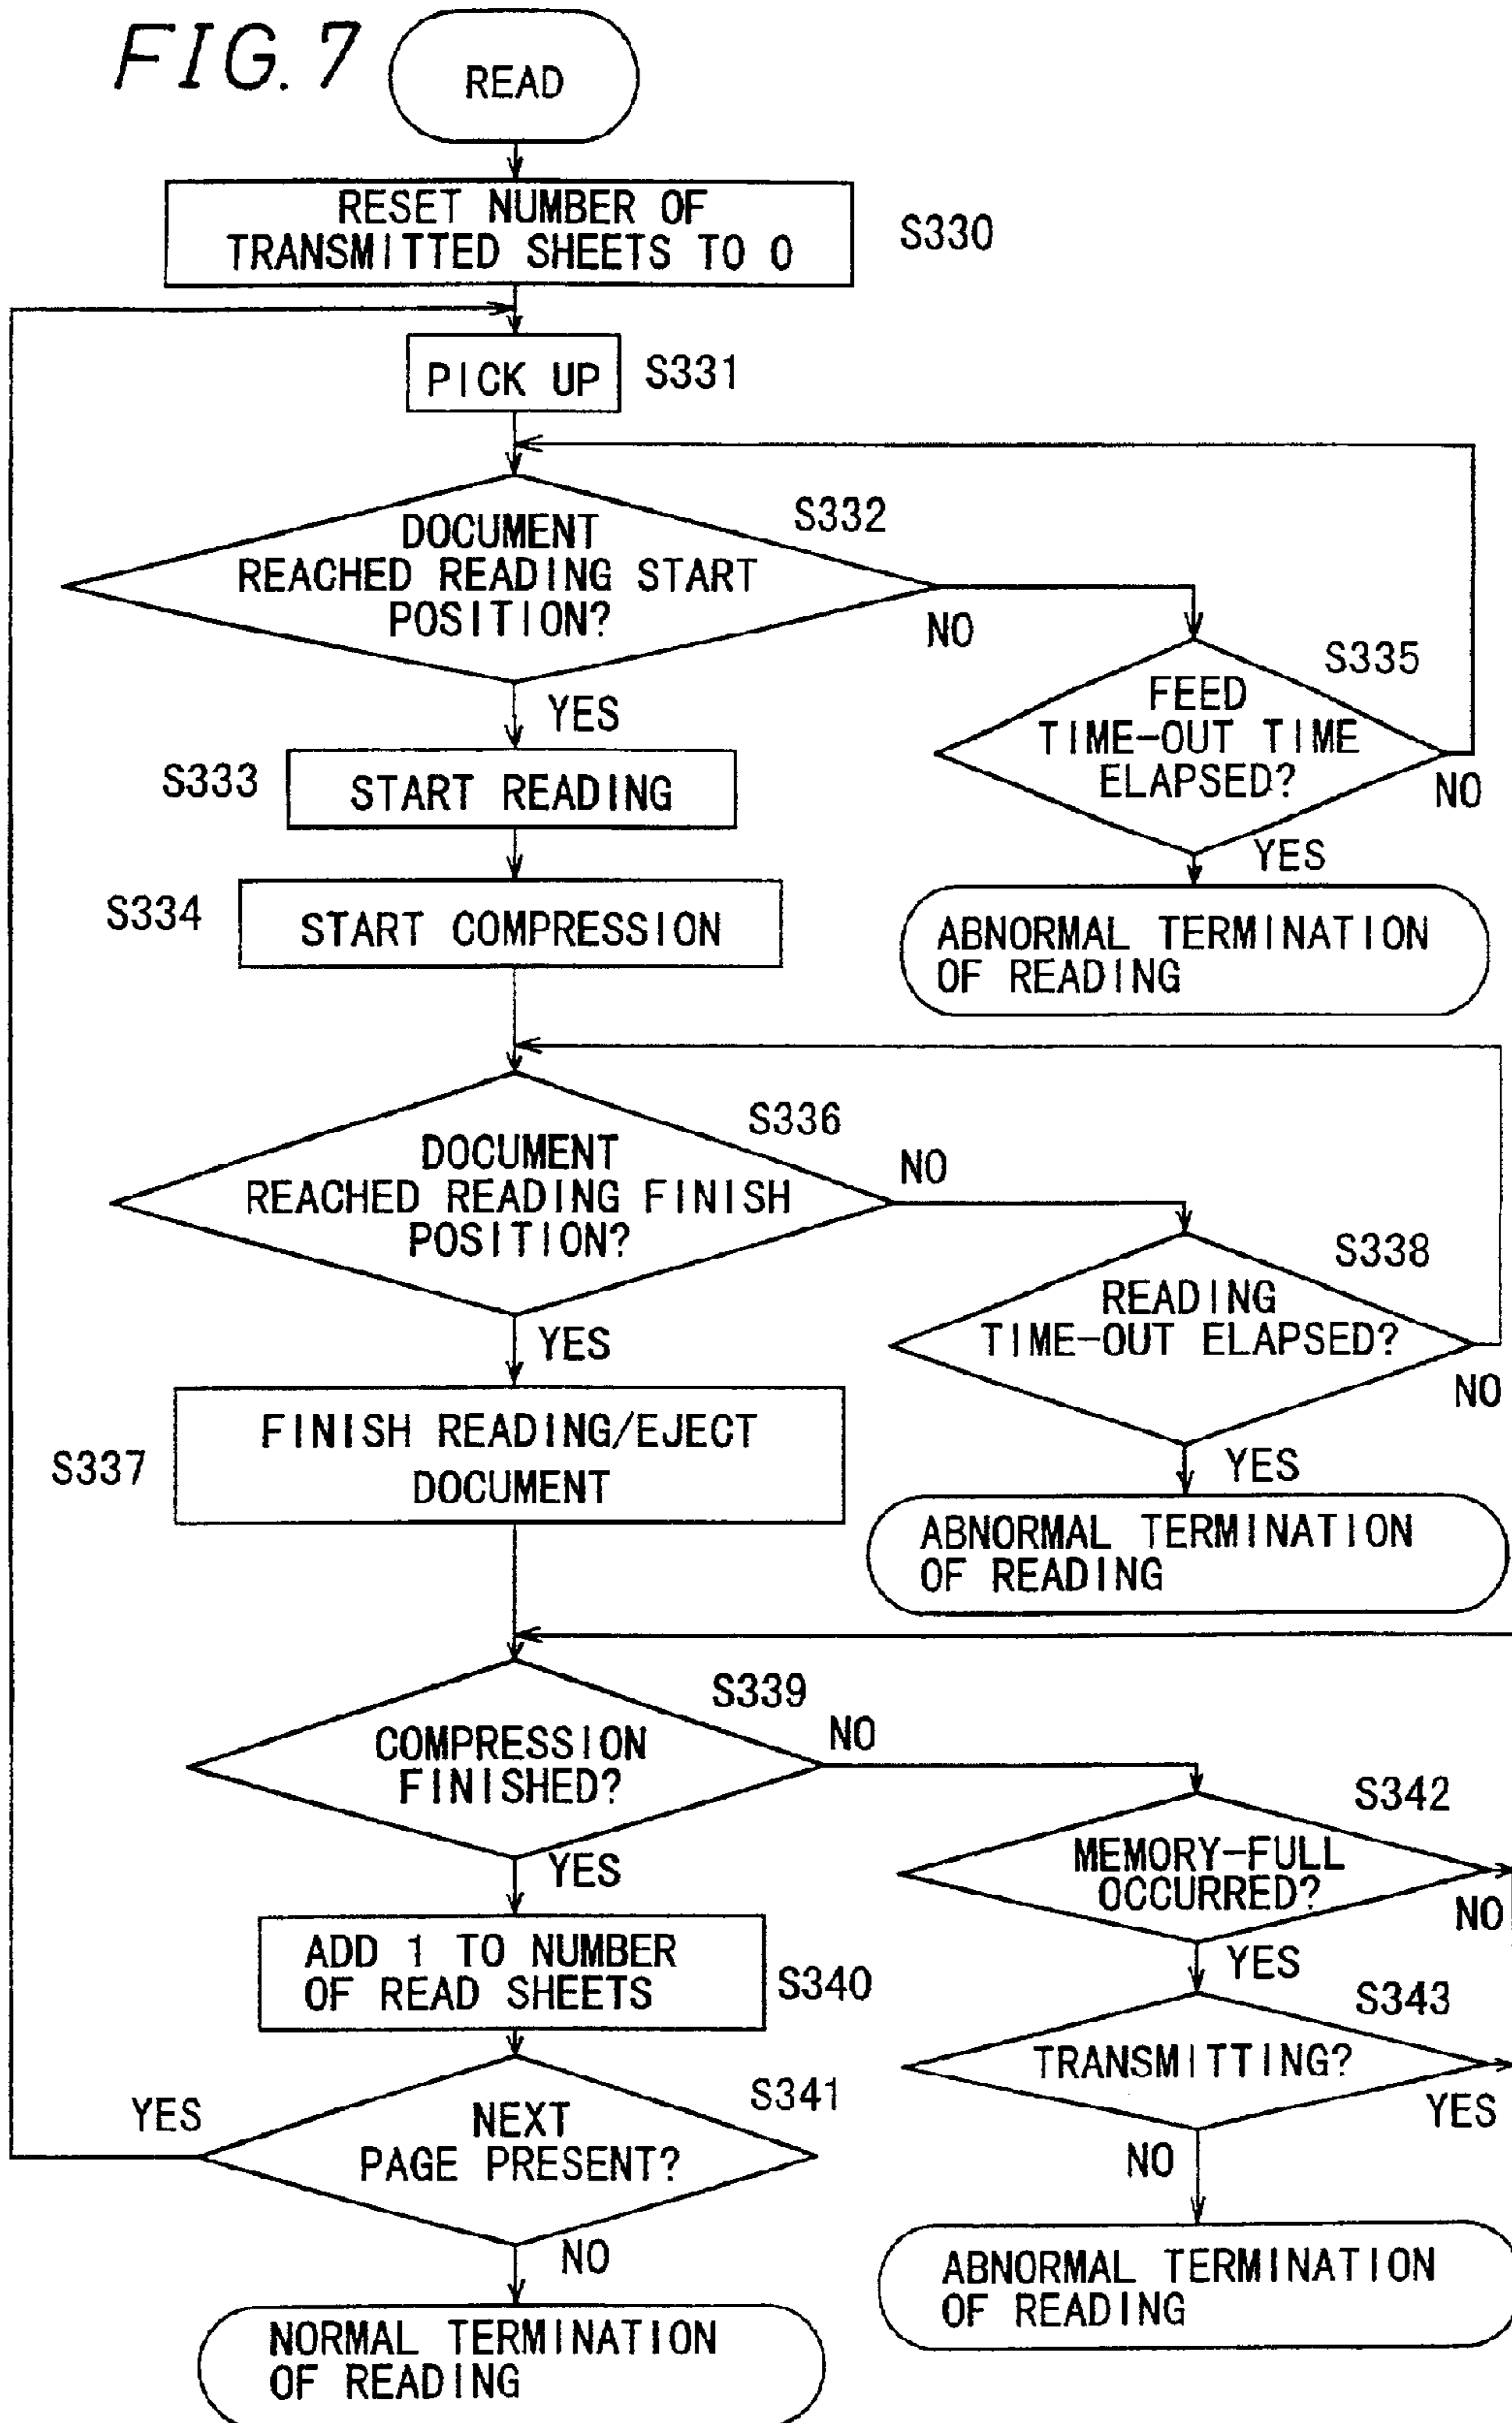 FIG. 7
READ
RESET NUMBER OF
TRANSMITTED SHEETS TO 0
S330
PICK UP
S331
DOCUMENT
REACHED READING START
POSITION?
S332
NO
YES
FEED
TIME-OUT TIME
ELAPSED?
S335
NO
YES
S333
START READING
S334
START COMPRESSION
ABNORMAL TERMINATION
OF READING
DOCUMENT
REACHED READING FINISH
POSITION?
S336
NO
YES
READING
TIME-OUT ELAPSED?
S338
NO
YES
S337
FINISH READING/EJECT
DOCUMENT
ABNORMAL TERMINATION
OF READING
COMPRESSION
FINISHED?
S339
NO
YES
MEMORY-FULL
OCCURRED?
S342
NO
YES
ADD 1 TO NUMBER
OF READ SHEETS
S340
TRANSMITTING?
S343
YES
NO
NEXT
PAGE PRESENT?
S341
YES
NO
ABNORMAL TERMINATION
OF READING
NORMAL TERMINATION
OF READING